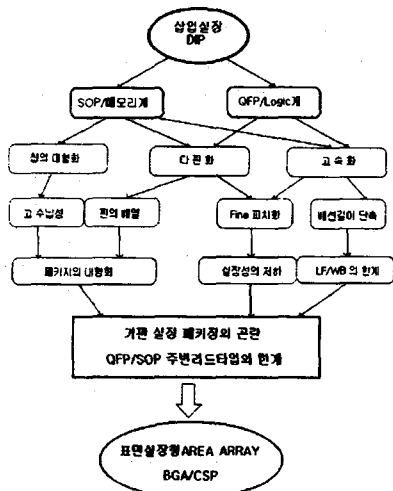 삽입실장
DIP
SOP/메모리계
QFP/Logic계
칩의 대형화
다 핀 화
고 속 화
고 수납성
핀의 배열
Fine 피치화
배선길이 단축
패키지의 대형화
실장성의 저하
LF/WB 의 한계
기판 실장 패키징의 곤란
QFP/SOP 주변리드타입의 한계
표면실장형AREA ARRAY
BGA/CSP